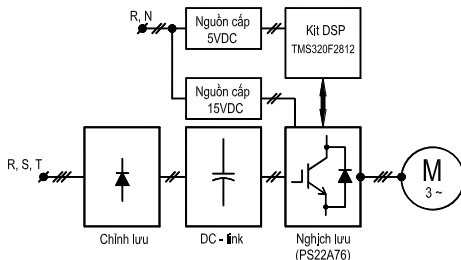 R, N
Nguồn cấp
5VDC
Kit DSP
TMS320F2812
Nguồn cấp
15VDC
R, S, T
M
3 ~
Chỉnh lưu
DC - link
Nghịch lưu
(PS22A76)